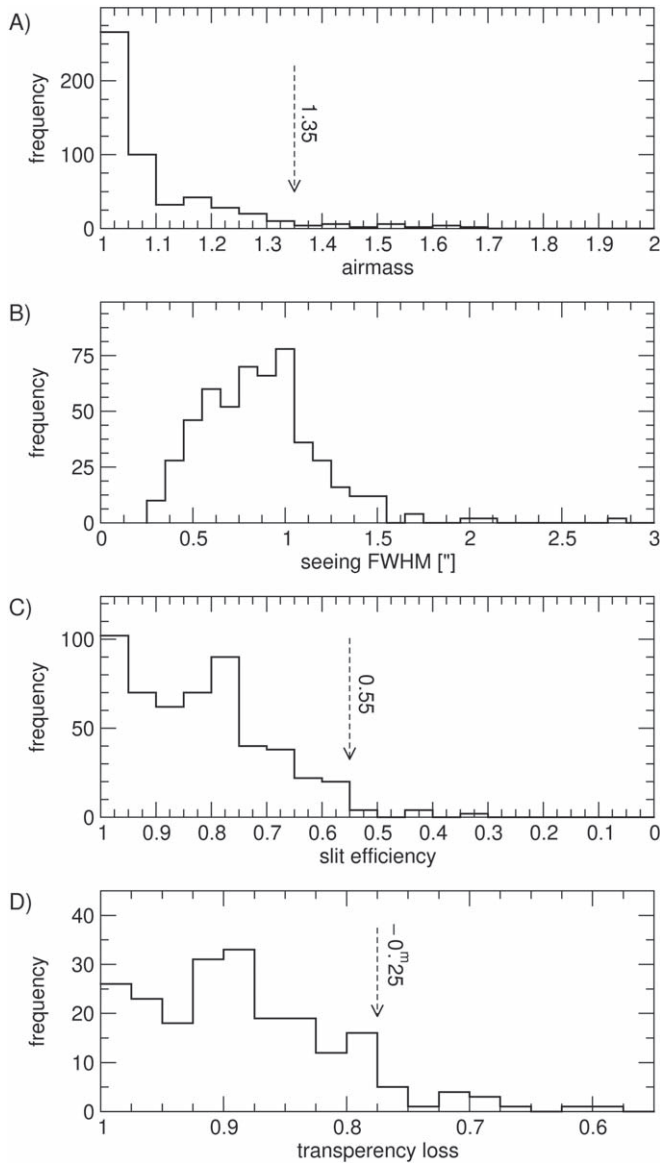 A)
frequency
200
100
0
1.35
1 1.1 1.2 1.3 1.4 1.5 1.6 1.7 1.8 1.9 2
airmass
B)
frequency
75
50
25
0
0 0.5 1 1.5 2 2.5 3
seeing FWHM ["]
C)
frequency
100
50
0
0.55
1 0.9 0.8 0.7 0.6 0.5 0.4 0.3 0.2 0.1 0
slit efficiency
D)
frequency
40
30
20
10
0
−0.ᵐ25
1 0.9 0.8 0.7 0.6
transperency loss